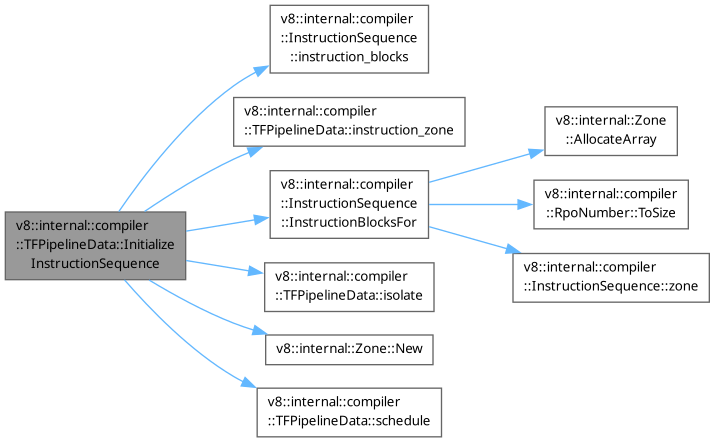 v8::internal::compiler
::TFPipelineData::Initialize
InstructionSequence
v8::internal::compiler
::InstructionSequence
::instruction_blocks
v8::internal::compiler
::TFPipelineData::instruction_zone
v8::internal::compiler
::InstructionSequence
::InstructionBlocksFor
v8::internal::Zone
::AllocateArray
v8::internal::compiler
::RpoNumber::ToSize
v8::internal::compiler
::InstructionSequence::zone
v8::internal::compiler
::TFPipelineData::isolate
v8::internal::Zone::New
v8::internal::compiler
::TFPipelineData::schedule